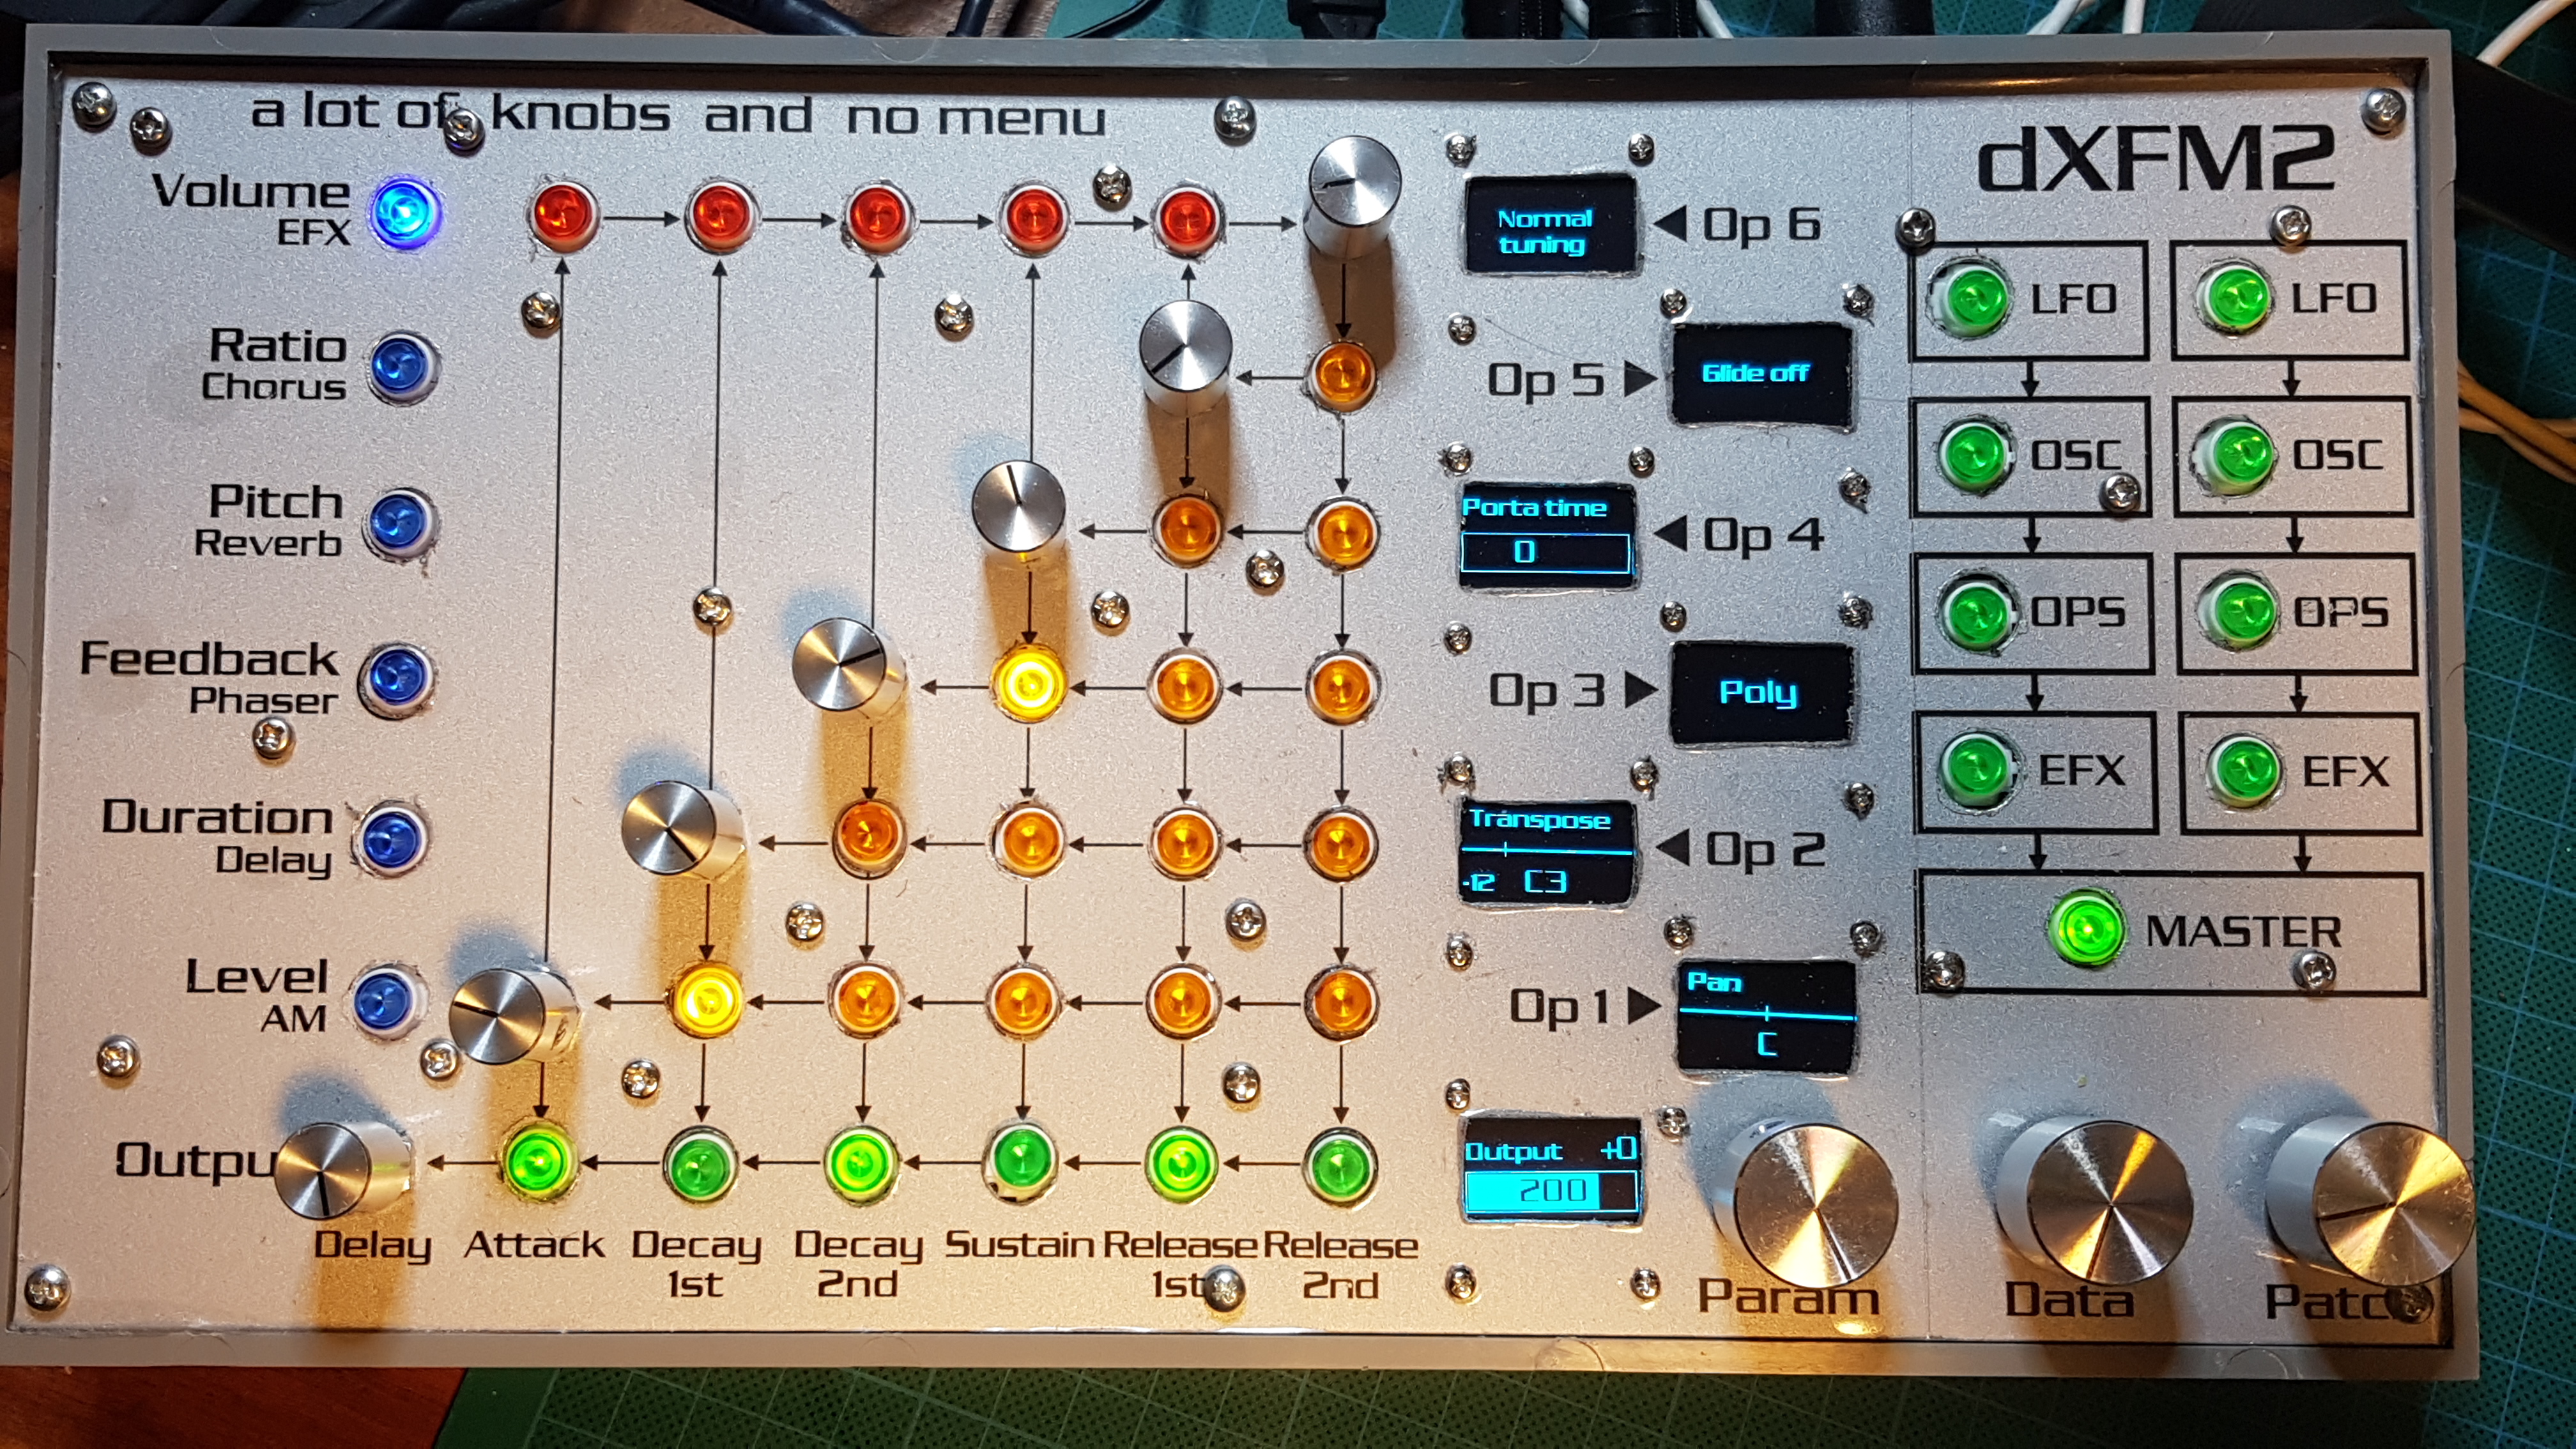 a lot of knobs and no menu
dXFM2
Volume
EFX
Ratio
Chorus
Pitch
Reverb
Feedback
Phaser
Duration
Delay
Level
AM
Outpu
Delay Attack Decay Decay Sustain Release Release
1st 2nd 1st 2nd
Normal
tuning
◀ Op 6
Op 5 ▶
Glide off
Porta time
0
◀ Op 4
Op 3 ▶
Poly
Transpose
-12 C3
◀ Op 2
Op 1 ▶
Pan
C
Output +0
200
LFO LFO
OSC OSC
OPS OPS
EFX EFX
MASTER
Param Data Patc